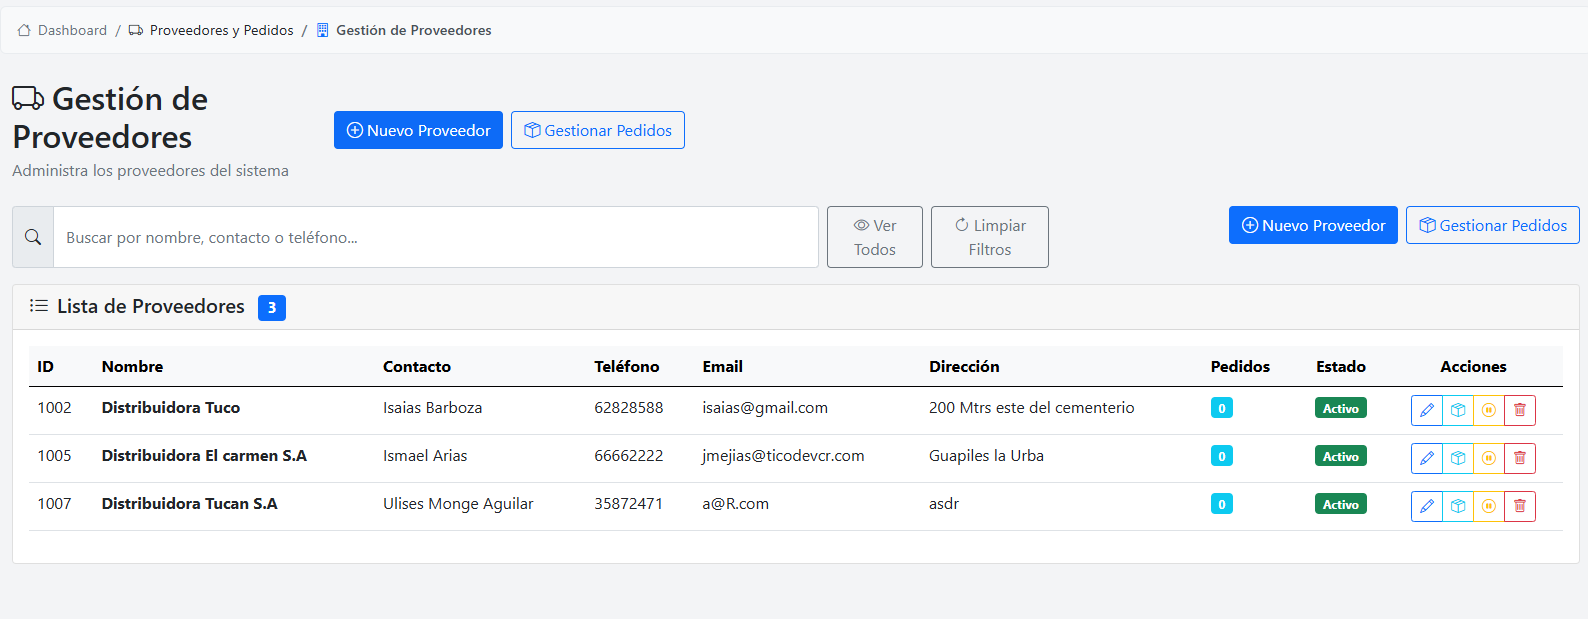 Dashboard / Proveedores y Pedidos / Gestión de Proveedores
Gestión de
Proveedores
Administra los proveedores del sistema
Nuevo Proveedor
Gestionar Pedidos
Buscar por nombre, contacto o teléfono...
Ver
Todos
Limpiar
Filtros
Nuevo Proveedor
Gestionar Pedidos
Lista de Proveedores 3
ID Nombre Contacto Teléfono Email Dirección Pedidos Estado Acciones
1002 Distribuidora Tuco Isaias Barboza 62828588 isaias@gmail.com 200 Mtrs este del cementerio 0 Activo
1005 Distribuidora El carmen S.A Ismael Arias 66662222 jmejias@ticodevcr.com Guapiles la Urba 0 Activo
1007 Distribuidora Tucan S.A Ulises Monge Aguilar 35872471 a@R.com asdr 0 Activo